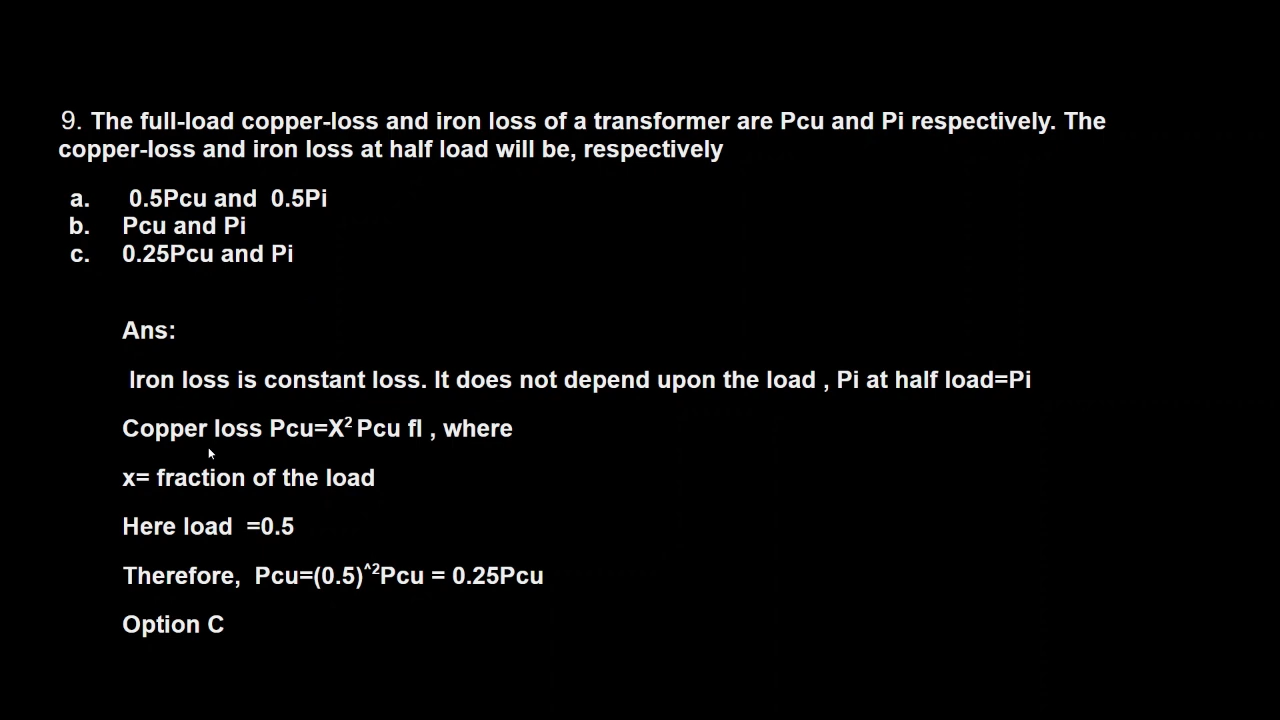 9. The full-load copper-loss and iron loss of a transformer are Pcu and Pi respectively. The
copper-loss and iron loss at half load will be, respectively
a. 0.5Pcu and 0.5Pi
b. Pcu and Pi
c. 0.25Pcu and Pi
Ans:
Iron loss is constant loss. It does not depend upon the load , Pi at half load=Pi
Copper loss Pcu=X² Pcu fl , where
x= fraction of the load
Here load =0.5
Therefore, Pcu=(0.5)^²Pcu = 0.25Pcu
Option C